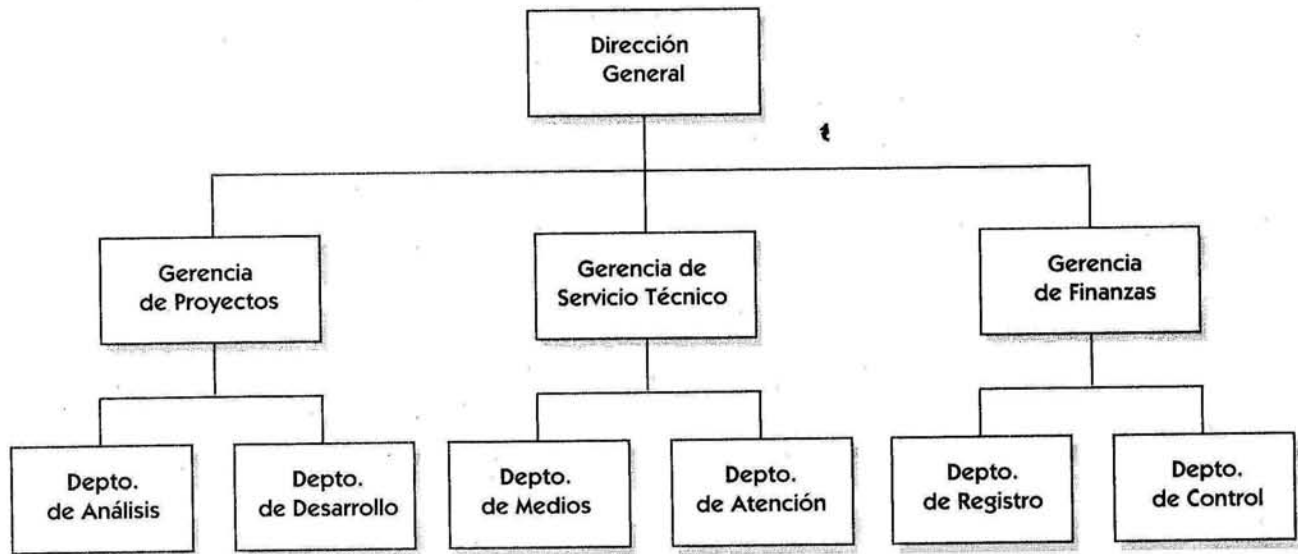 Dirección
General
Gerencia
de Proyectos
Gerencia de
Servicio Técnico
Gerencia
de Finanzas
Depto.
de Análisis
Depto.
de Desarrollo
Depto.
de Medios
Depto.
de Atención
Depto.
de Registro
Depto.
de Control